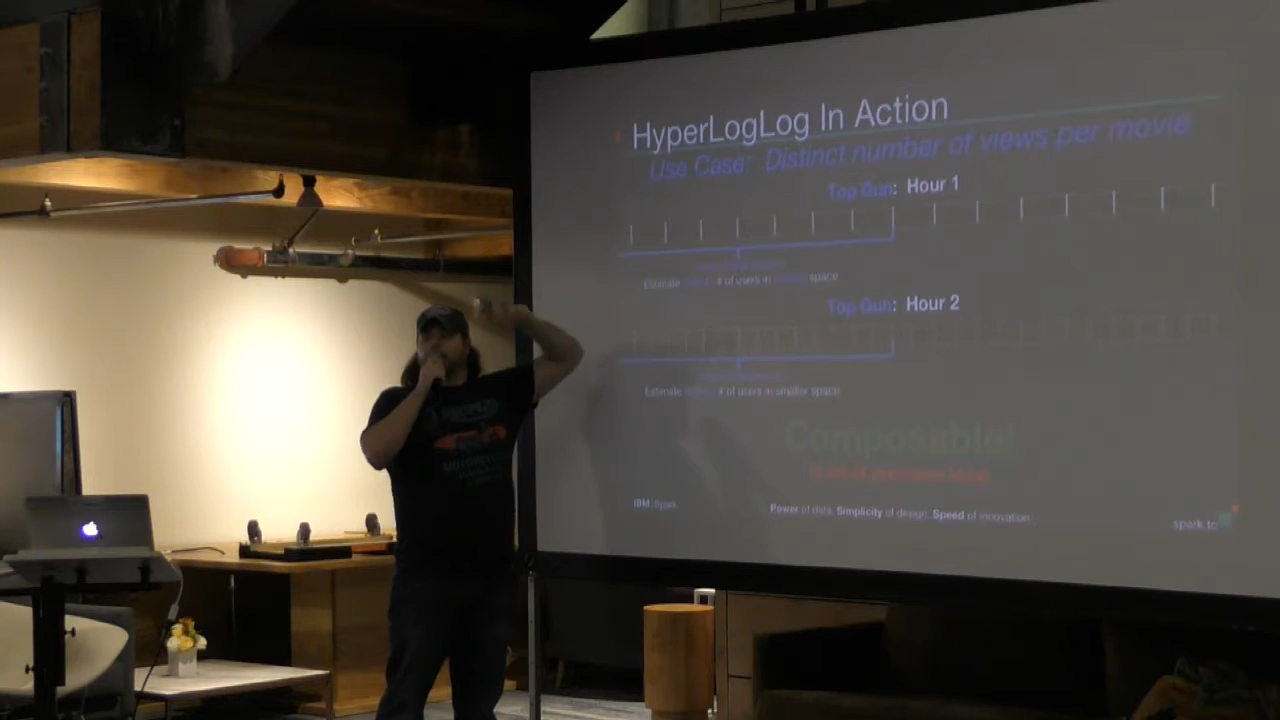 HyperLogLog In Action
Use Case: Distinct number of views per movie
Top Gun: Hour 1
Estimate # of users in space
Top Gun: Hour 2
Estimate # of users in smaller space
Composable!
IBM Spark
Power of data. Simplicity of design. Speed of innovation.
spark.tc